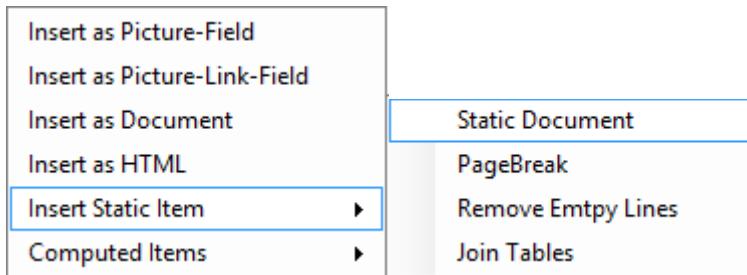 Insert as Picture-Field
Insert as Picture-Link-Field
Insert as Document
Insert as HTML
Insert Static Item
Computed Items
Static Document
PageBreak
Remove Emtpy Lines
Join Tables